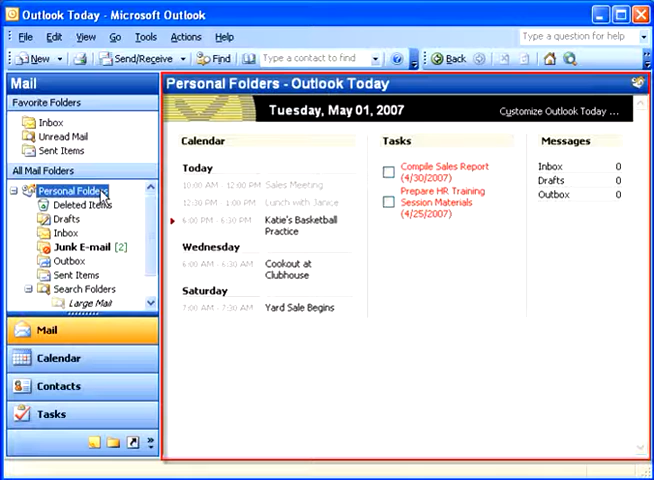 Outlook Today - Microsoft Outlook
File Edit View Go Tools Actions Help
Type a question for help
New Send/Receive Find Type a contact to find Back
Mail
Favorite Folders
Inbox
Unread Mail
Sent Items
All Mail Folders
Personal Folders
Deleted Items
Drafts
Inbox
Junk E-mail [2]
Outbox
Sent Items
Search Folders
Large Mail
Mail
Calendar
Contacts
Tasks
Personal Folders - Outlook Today
Tuesday, May 01, 2007
Customize Outlook Today ...
Calendar
Today
10:00 AM - 12:00 PM Sales Meeting
12:30 PM - 1:00 PM Lunch with Janice
6:00 PM - 6:30 PM Katie's Basketball
Practice
Wednesday
6:00 AM - 6:30 AM Cookout at
Clubhouse
Saturday
7:00 AM - 7:30 AM Yard Sale Begins
Tasks
Compile Sales Report
(4/30/2007)
Prepare HR Training
Session Materials
(4/25/2007)
Messages
Inbox 0
Drafts 0
Outbox 0